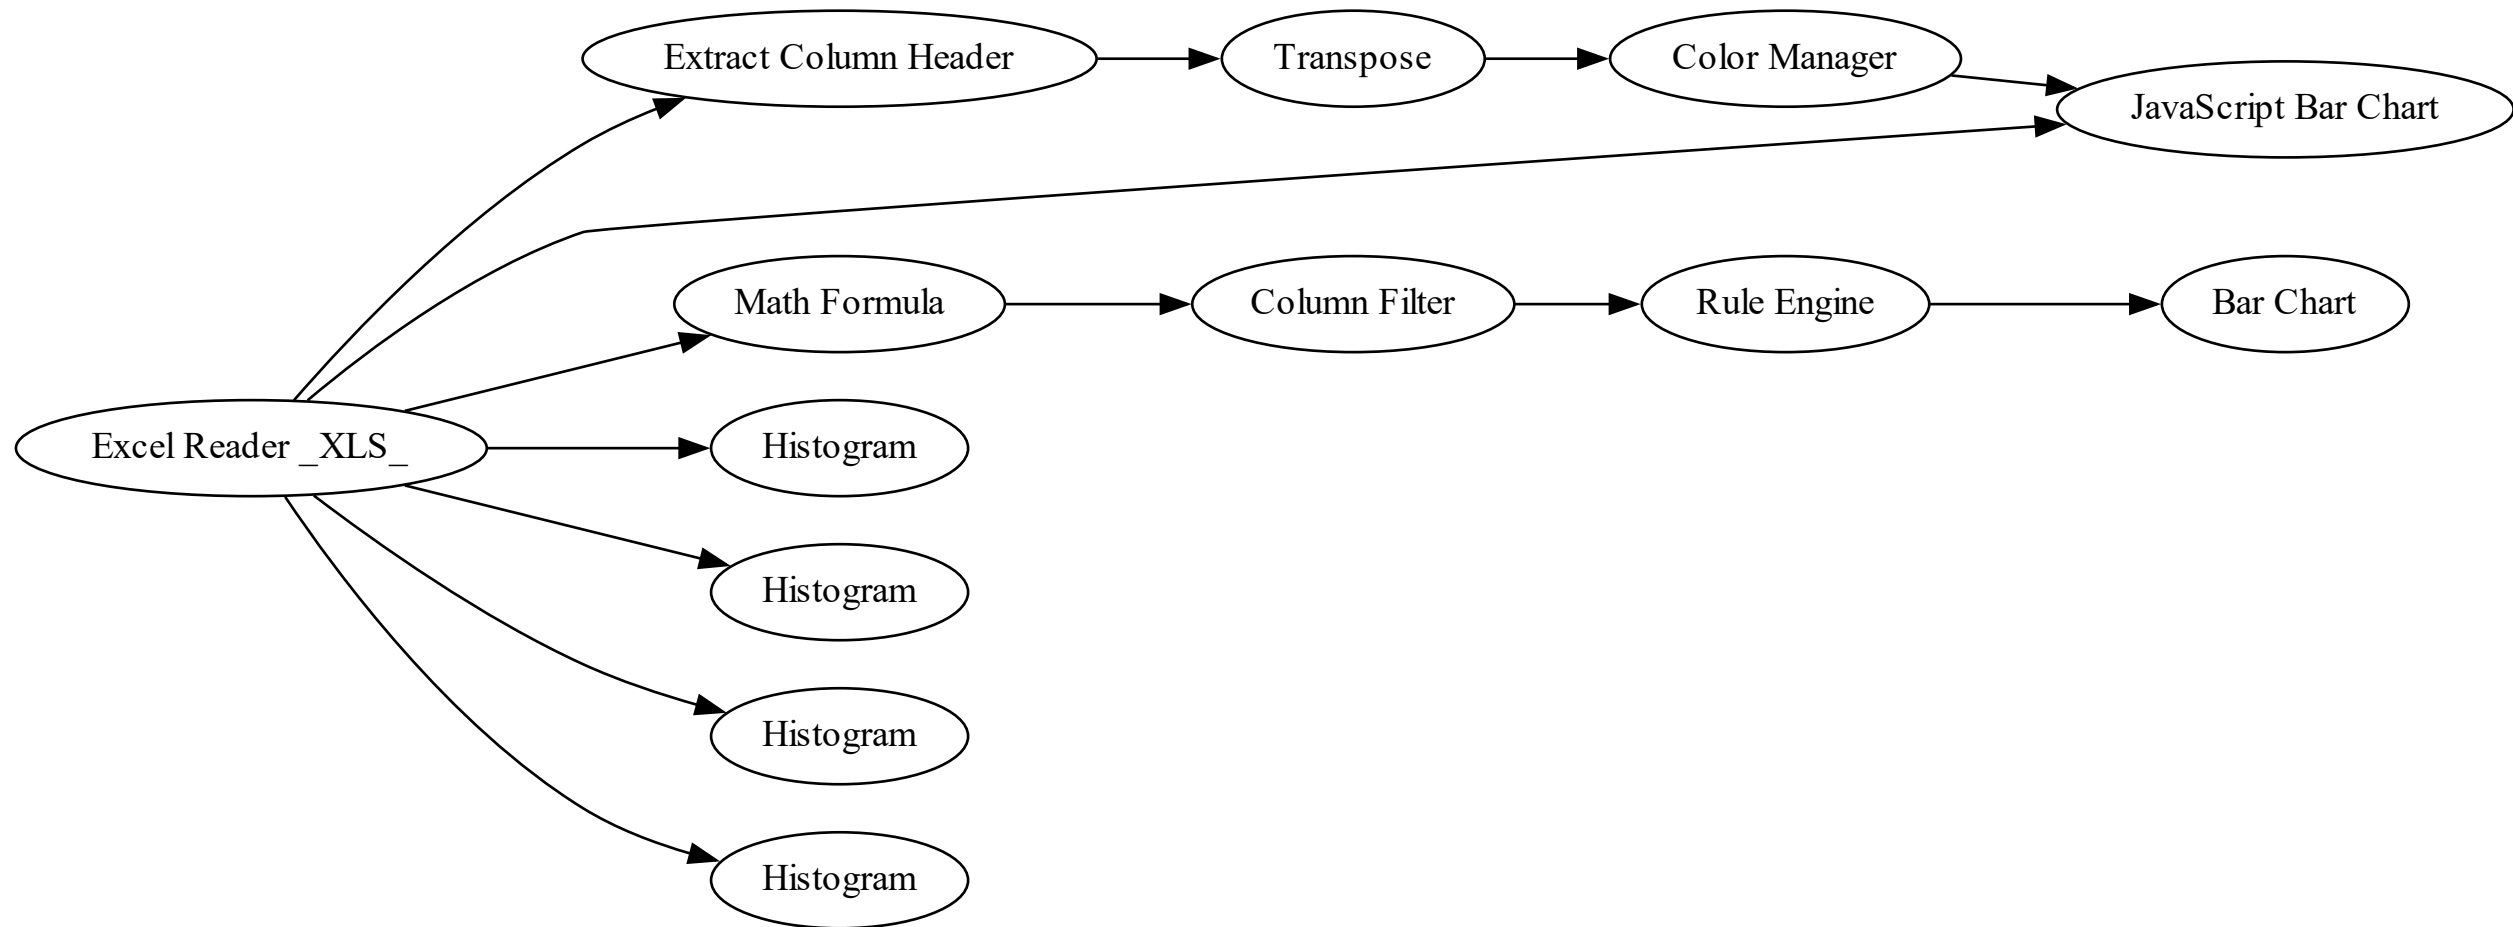 Extract Column Header
Transpose
Color Manager
JavaScript Bar Chart
Math Formula
Column Filter
Rule Engine
Bar Chart
Excel Reader _XLS_
Histogram
Histogram
Histogram
Histogram